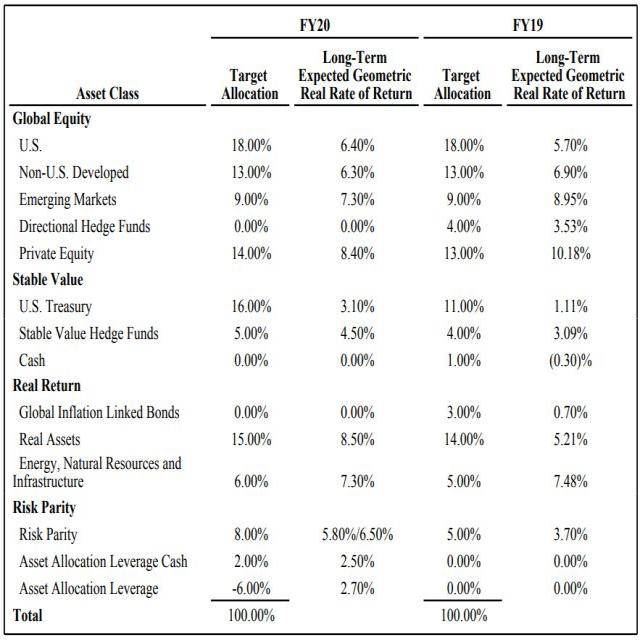 FY20 FY19
Long-Term Long-Term
Target Expected Geometric Target Expected Geometric
Asset Class Allocation Real Rate of Return Allocation Real Rate of Return
Global Equity
U.S. 18.00% 6.40% 18.00% 5.70%
Non-U.S. Developed 13.00% 6.30% 13.00% 6.90%
Emerging Markets 9.00% 7.30% 9.00% 8.95%
Directional Hedge Funds 0.00% 0.00% 4.00% 3.53%
Private Equity 14.00% 8.40% 13.00% 10.18%
Stable Value
U.S. Treasury 16.00% 3.10% 11.00% 1.11%
Stable Value Hedge Funds 5.00% 4.50% 4.00% 3.09%
Cash 0.00% 0.00% 1.00% (0.30)%
Real Return
Global Inflation Linked Bonds 0.00% 0.00% 3.00% 0.70%
Real Assets 15.00% 8.50% 14.00% 5.21%
Energy, Natural Resources and
Infrastructure 6.00% 7.30% 5.00% 7.48%
Risk Parity
Risk Parity 8.00% 5.80%/6.50% 5.00% 3.70%
Asset Allocation Leverage Cash 2.00% 2.50% 0.00% 0.00%
Asset Allocation Leverage -6.00% 2.70% 0.00% 0.00%
Total 100.00% 100.00%